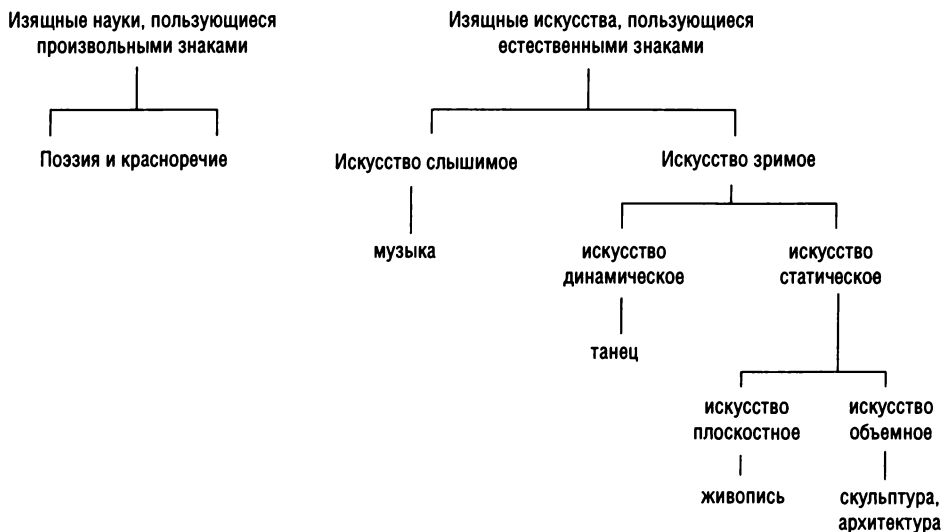 Изящные науки, пользующиеся
произвольными знаками
Изящные искусства, пользующиеся
естественными знаками
Поэзия и красноречие
Искусство слышимое
Искусство зримое
музыка
искусство
динамическое
искусство
статическое
танец
искусство
плоскостное
искусство
объемное
живопись
скульптура,
архитектура